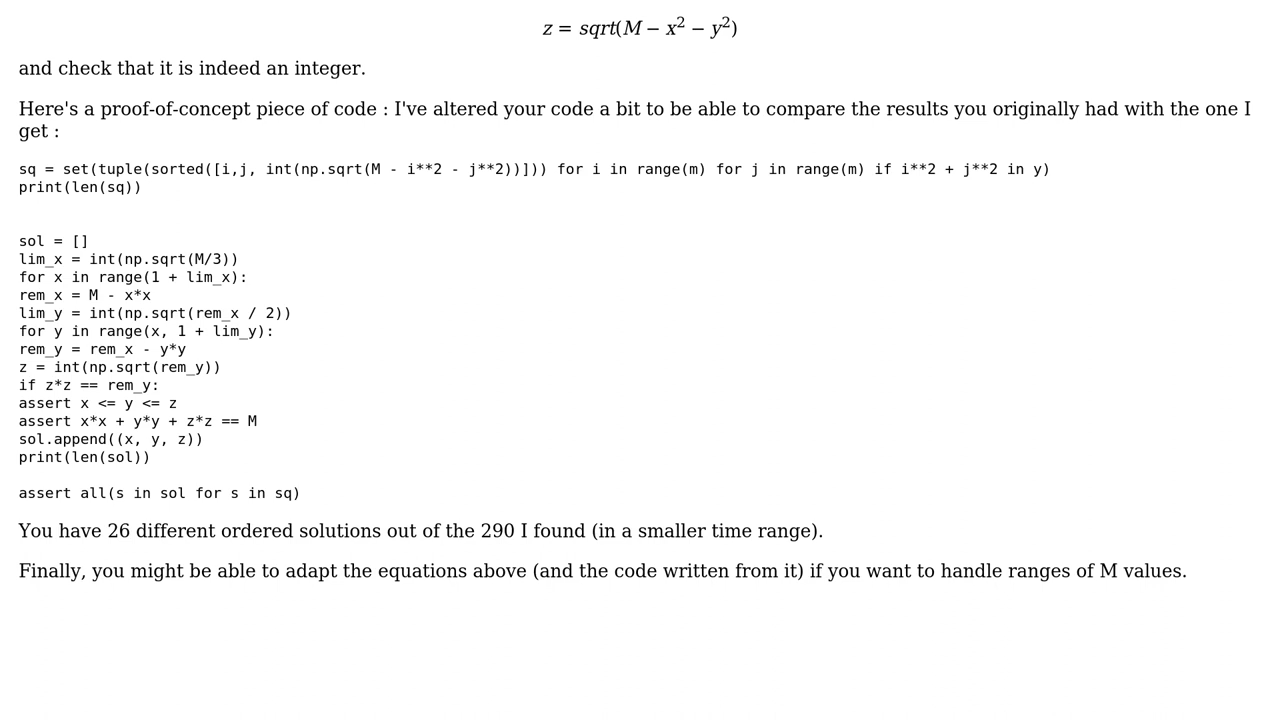 z = sqrt(M − x² − y²)
and check that it is indeed an integer.
Here's a proof-of-concept piece of code : I've altered your code a bit to be able to compare the results you originally had with the one I
get :
sq = set(tuple(sorted([i,j, int(np.sqrt(M - i**2 - j**2))])) for i in range(m) for j in range(m) if i**2 + j**2 in y)
print(len(sq))
sol = []
lim_x = int(np.sqrt(M/3))
for x in range(1 + lim_x):
rem_x = M - x*x
lim_y = int(np.sqrt(rem_x / 2))
for y in range(x, 1 + lim_y):
rem_y = rem_x - y*y
z = int(np.sqrt(rem_y))
if z*z == rem_y:
assert x <= y <= z
assert x*x + y*y + z*z == M
sol.append((x, y, z))
print(len(sol))
assert all(s in sol for s in sq)
You have 26 different ordered solutions out of the 290 I found (in a smaller time range).
Finally, you might be able to adapt the equations above (and the code written from it) if you want to handle ranges of M values.